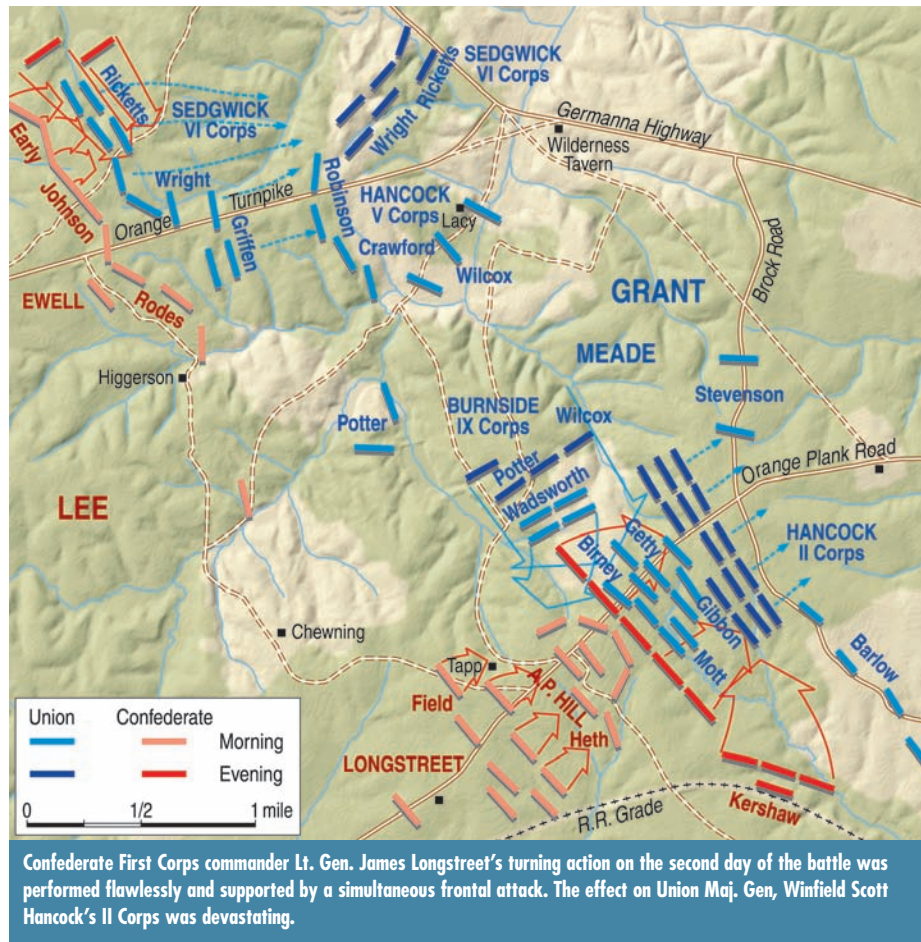 SEDGWICK
VI Corps
Ricketts
SEDGWICK
VI Corps
Wright
Ricketts
Germanna Highway
Wilderness
Tavern
Early
Johnson
Wright
Robinson
HANCOCK
V Corps
Lacy
Orange
Turnpike
Griffen
Crawford
Wilcox
Brock Road
EWELL
Rodes
GRANT
MEADE
Higgerson
Stevenson
Potter
BURNSIDE
IX Corps
Wilcox
Orange Plank Road
Potter
Wadsworth
LEE
Getty
HANCOCK
II Corps
Birney
Gibbon
Chewning
Mott
Barlow
Tapp
A.P. HILL
Field
Heth
LONGSTREET
Kershaw
R.R. Grade
Union Confederate
Morning
Evening
0 1/2 1 mile
Confederate First Corps commander Lt. Gen. James Longstreet’s turning action on the second day of the battle was
performed flawlessly and supported by a simultaneous frontal attack. The effect on Union Maj. Gen, Winfield Scott
Hancock’s II Corps was devastating.